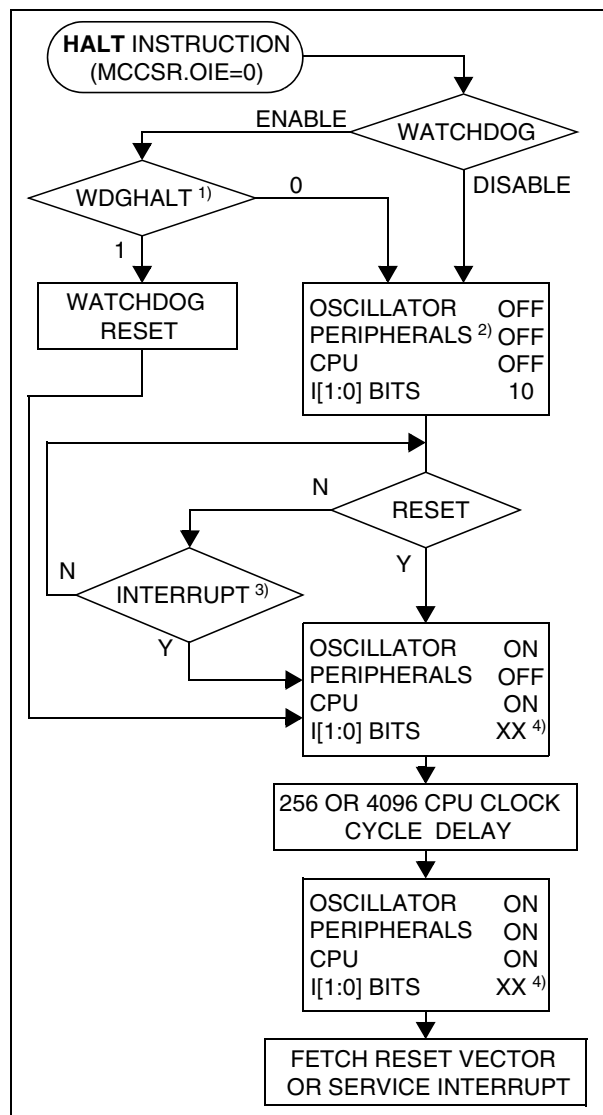 HALT INSTRUCTION
(MCCSR.OIE=0)
ENABLE
WATCHDOG
WDGHALT 1)
0
DISABLE
1
WATCHDOG
RESET
OSCILLATOR OFF
PERIPHERALS 2) OFF
CPU OFF
I[1:0] BITS 10
N
RESET
N
Y
INTERRUPT 3)
Y
OSCILLATOR ON
PERIPHERALS OFF
CPU ON
I[1:0] BITS XX 4)
256 OR 4096 CPU CLOCK
CYCLE DELAY
OSCILLATOR ON
PERIPHERALS ON
CPU ON
I[1:0] BITS XX 4)
FETCH RESET VECTOR
OR SERVICE INTERRUPT